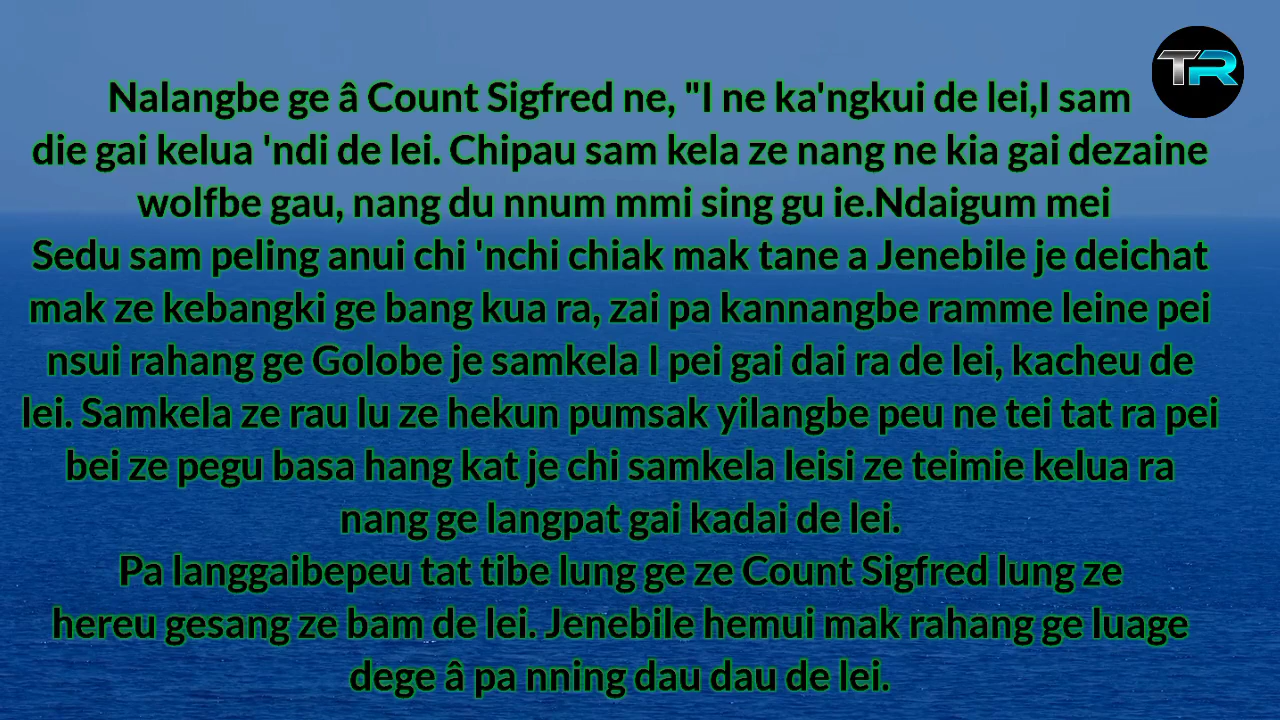 TR
Nalangbe ge â Count Sigfred ne, "I ne ka'ngkui de lei,I sam
die gai kelua 'ndi de lei. Chipau sam kela ze nang ne kia gai dezaine
wolfbe gau, nang du nnum mmi sing gu ie.Ndaigum mei
Sedu sam peling anui chi 'nchi chiak mak tane a Jenebile je deichat
mak ze kebangki ge bang kua ra, zai pa kannangbe ramme leine pei
nsui rahang ge Golobe je samkela I pei gai dai ra de lei, kacheu de
lei. Samkela ze rau lu ze hekun pumsak yilangbe peu ne tei tat ra pei
bei ze pegu basa hang kat je chi samkela leisi ze teimie kelua ra
nang ge langpat gai kadai de lei.
Pa langgaibepeu tat tibe lung ge ze Count Sigfred lung ze
hereu gesang ze bam de lei. Jenebile hemui mak rahang ge luage
dege â pa nning dau dau de lei.